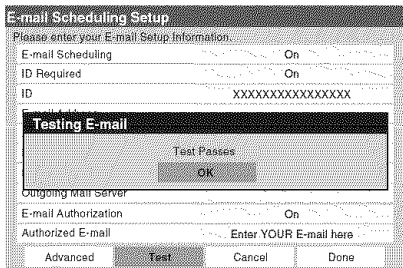 E-mail Scheduling Setup
Please enter your E-mail Setup Information.
E-mail Scheduling On
ID Required On
ID XXXXXXXXXXXXXXXX
E-mail Address
Testing E-mail
Test Passes
OK
Outgoing Mail Server
E-mail Authorization On
Authorized E-mail Enter YOUR E-mail here
Advanced Test Cancel Done